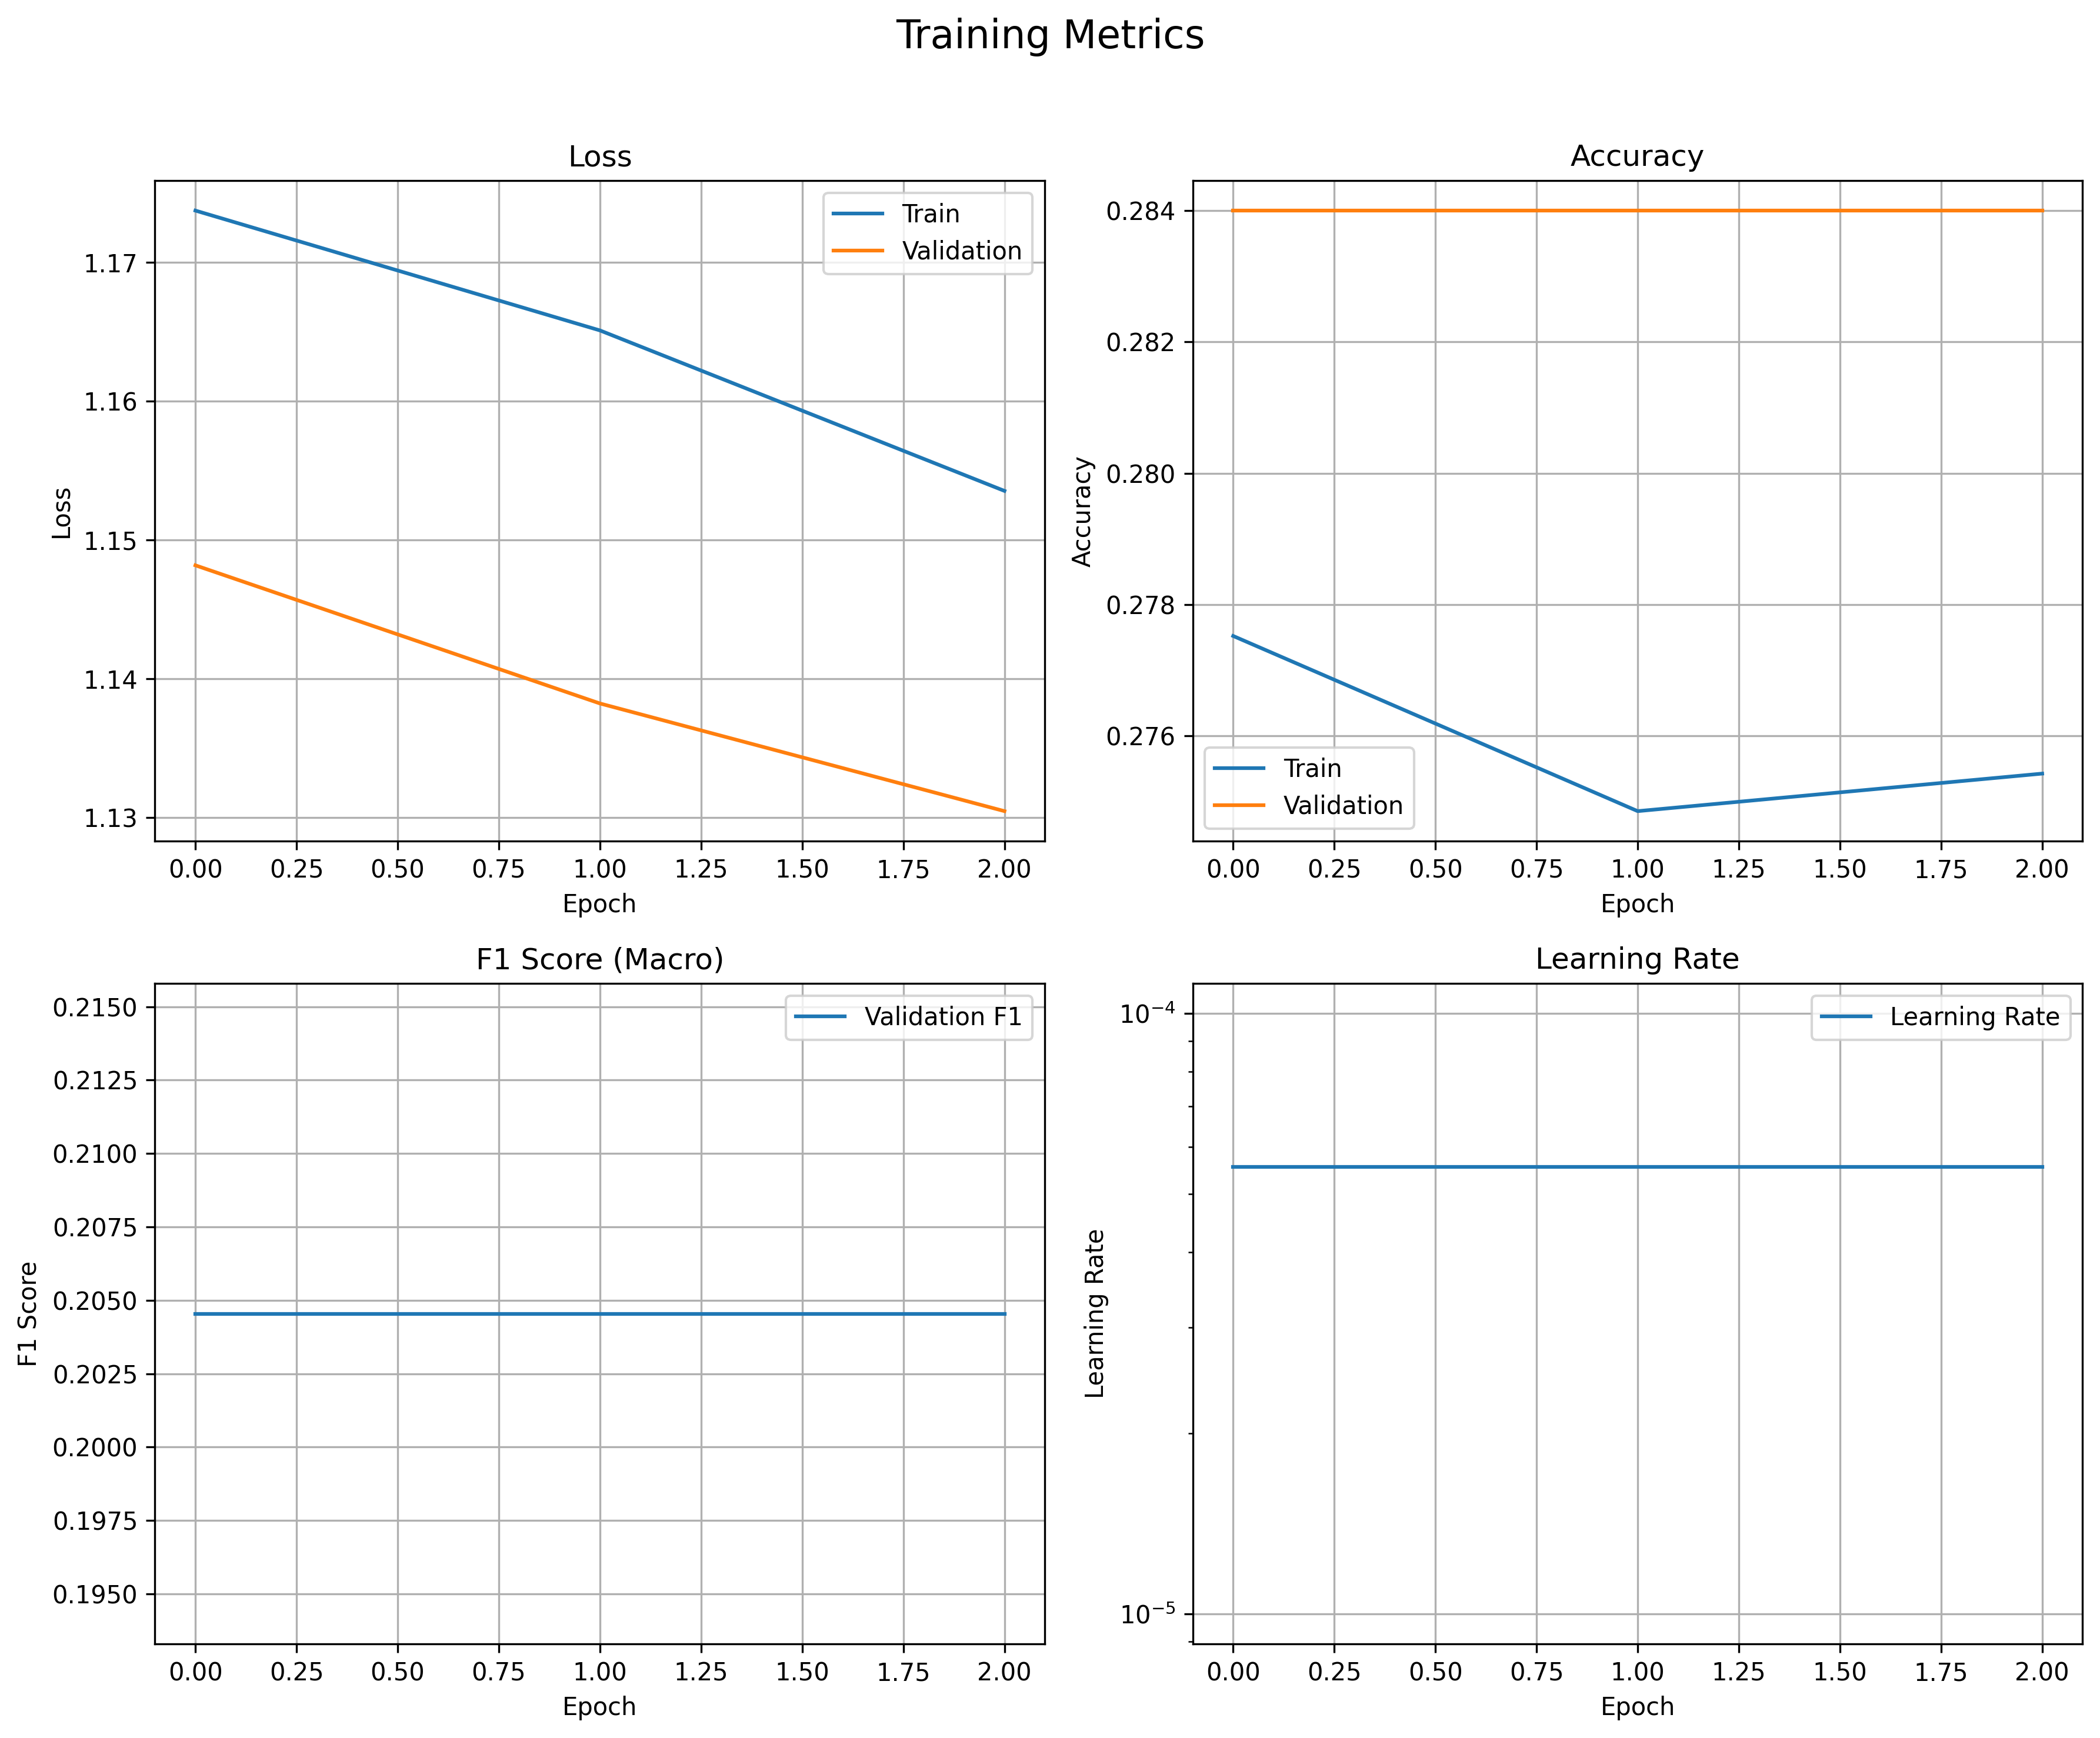 Training Metrics
Loss
Train
Validation
1.17
1.16
1.15
1.14
1.13
Loss
0.00 0.25 0.50 0.75 1.00 1.25 1.50 1.75 2.00
Epoch
Accuracy
0.284
0.282
0.280
0.278
0.276
Accuracy
Train
Validation
0.00 0.25 0.50 0.75 1.00 1.25 1.50 1.75 2.00
Epoch
F1 Score (Macro)
Validation F1
0.2150
0.2125
0.2100
0.2075
0.2050
0.2025
0.2000
0.1975
0.1950
F1 Score
0.00 0.25 0.50 0.75 1.00 1.25 1.50 1.75 2.00
Epoch
Learning Rate
Learning Rate
10⁻⁴
10⁻⁵
Learning Rate
0.00 0.25 0.50 0.75 1.00 1.25 1.50 1.75 2.00
Epoch